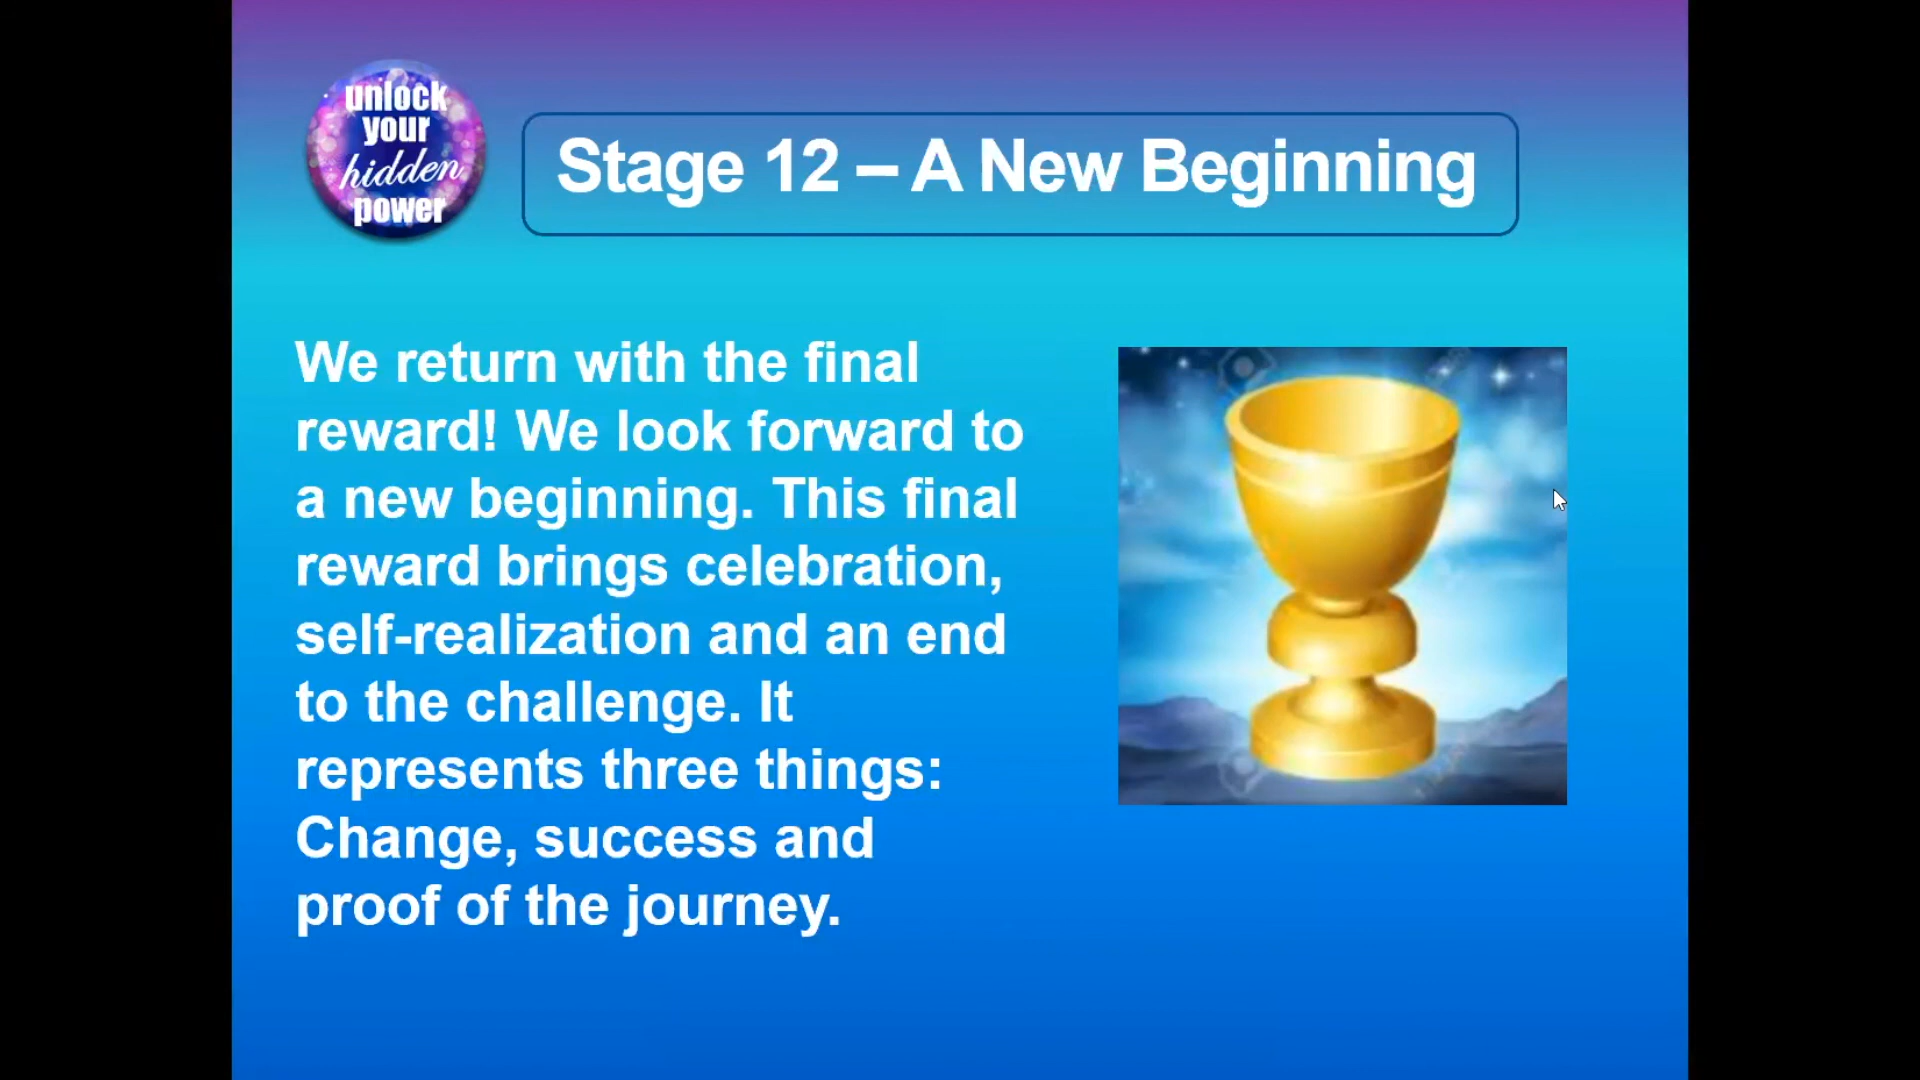 unlock
your
hidden
power
Stage 12 – A New Beginning
We return with the final
reward! We look forward to
a new beginning. This final
reward brings celebration,
self-realization and an end
to the challenge. It
represents three things:
Change, success and
proof of the journey.